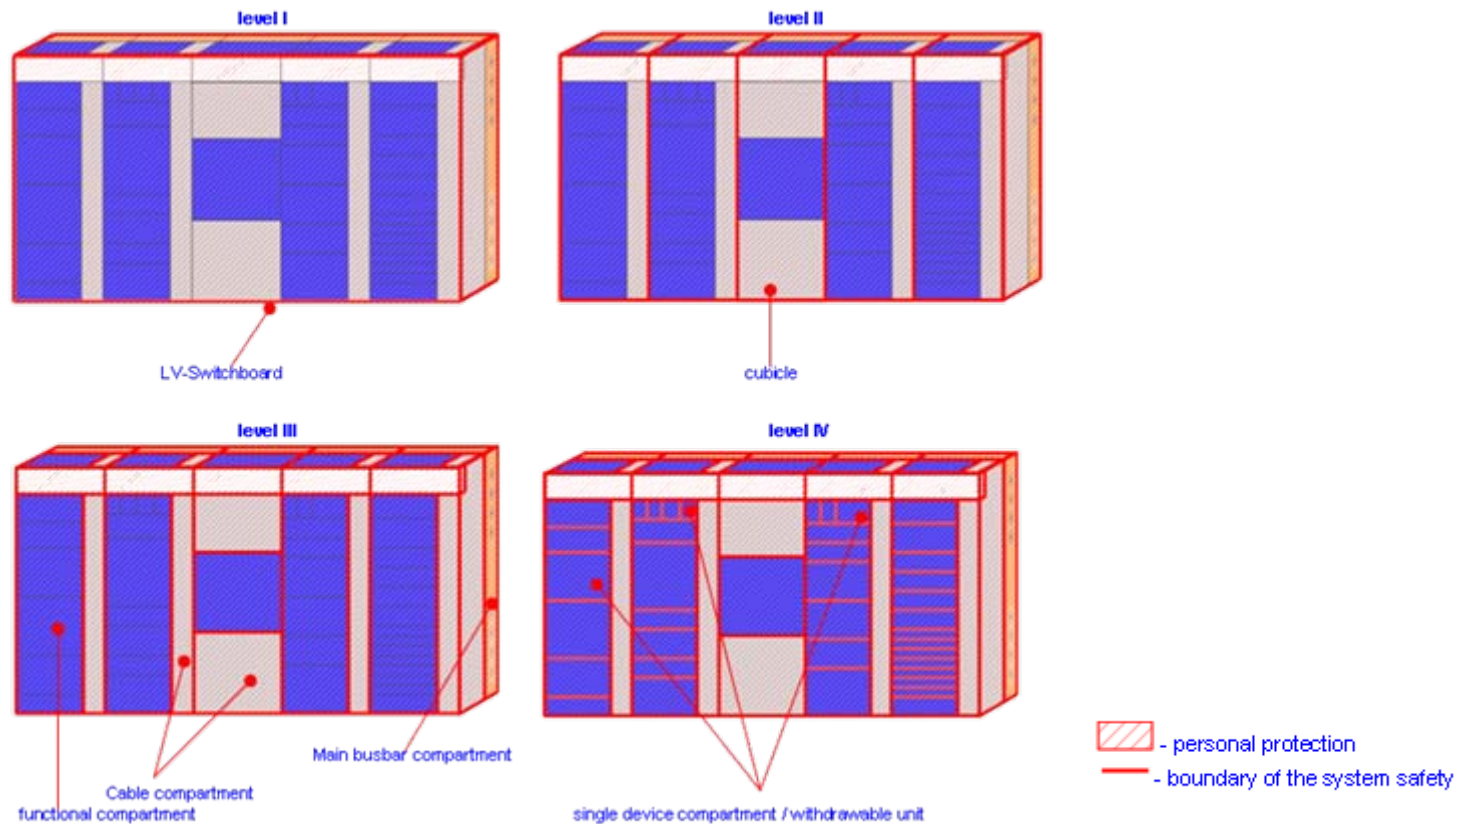 level I
level II
LV-Switchboard
cubicle
level III
level IV
Main busbar compartment
Cable compartment
functional compartment
single device compartment / withdrawable unit
- personal protection
- boundary of the system safety